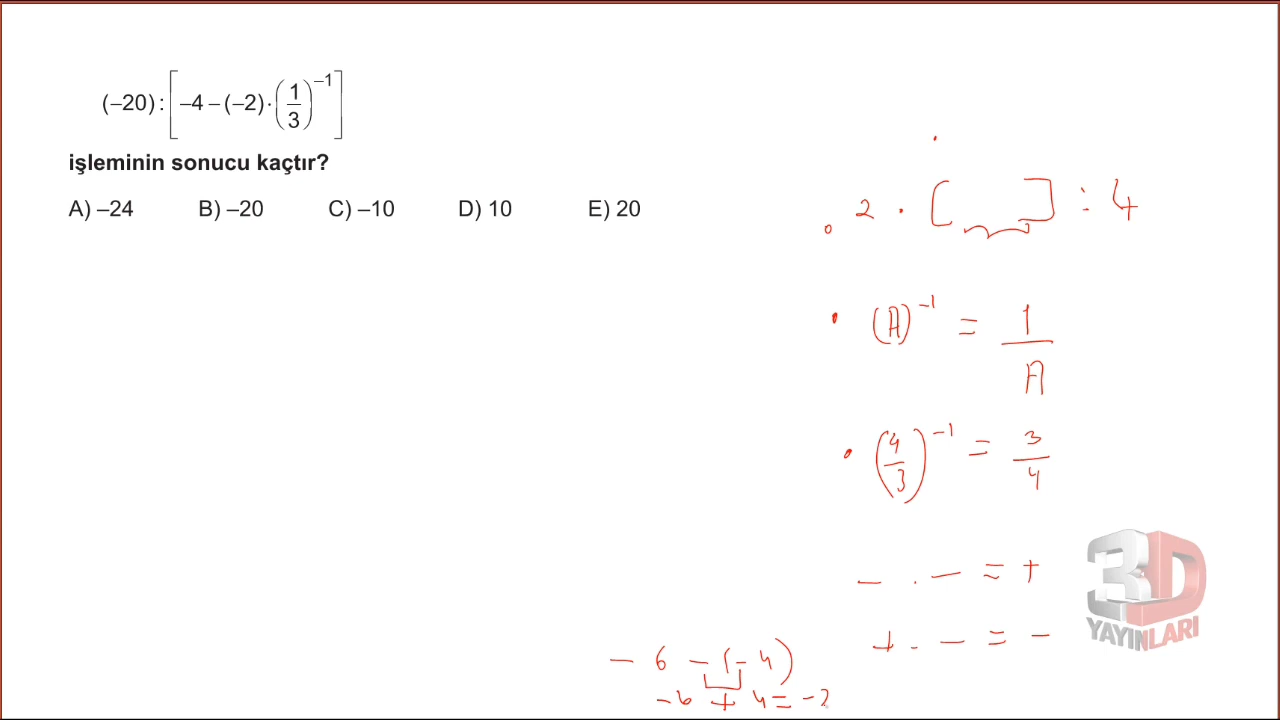 (–20) : [ –4 – (–2) · (1/3)^–1 ]
işleminin sonucu kaçtır?
A) –24 B) –20 C) –10 D) 10 E) 20
2 · [ ] : 4
(A)^-1 = 1/A
(4/3)^-1 = 3/4
- . - = +
+ . - = -
- 6 - (- 4)
-6 + 4 = -2
3D
YAYINLARI